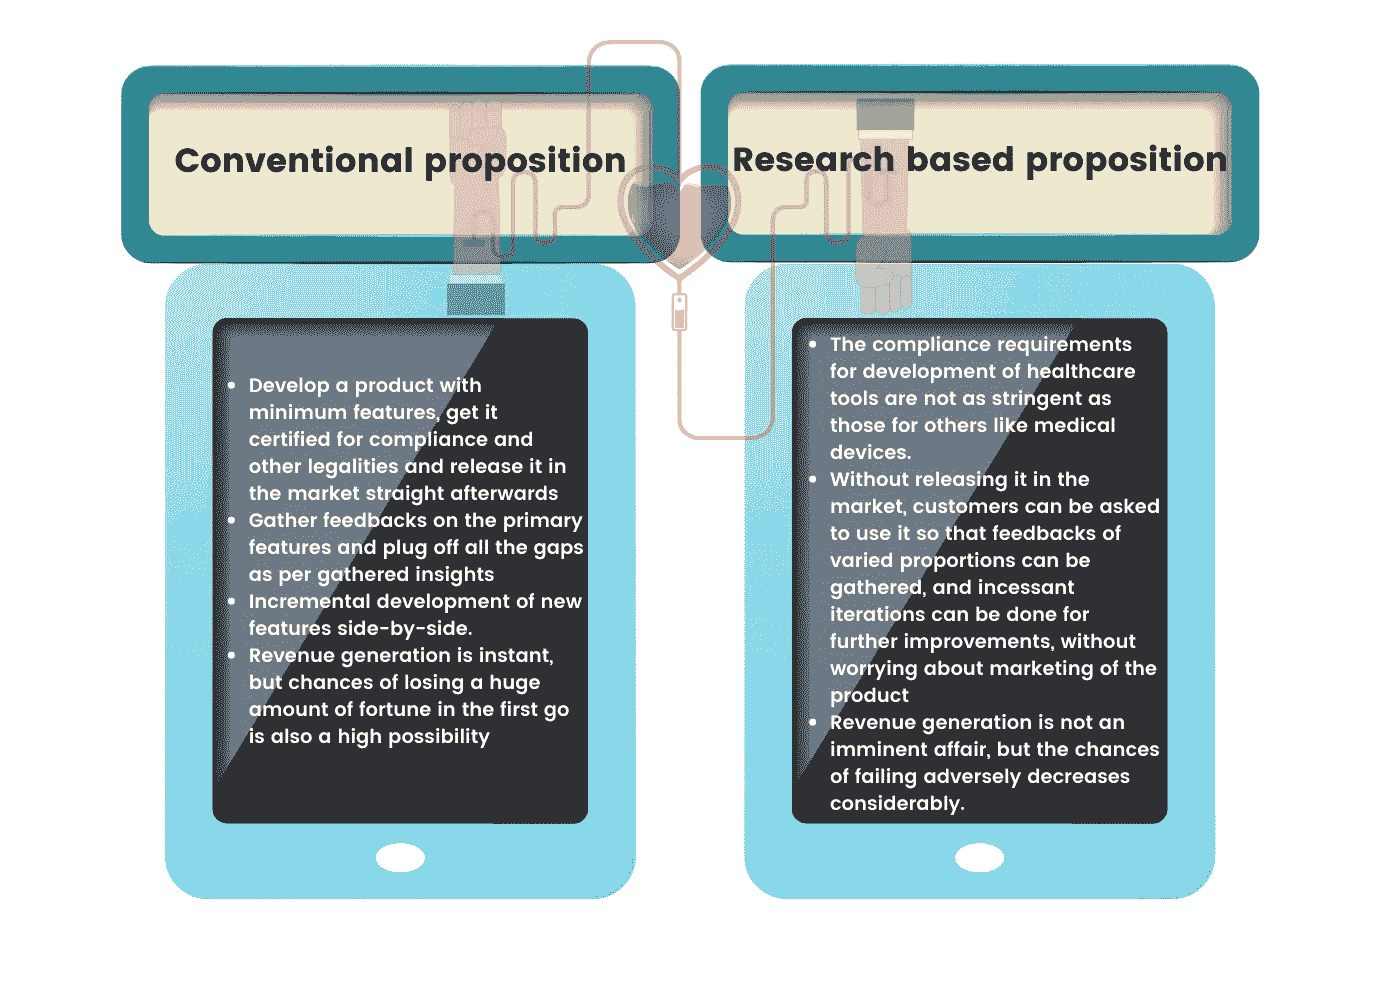 Conventional proposition
Research based proposition
• Develop a product with
minimum features, get it
certified for compliance and
other legalities and release it in
the market straight afterwards
• Gather feedbacks on the primary
features and plug off all the gaps
as per gathered insights
• Incremental development of new
features side-by-side.
• Revenue generation is instant,
but chances of losing a huge
amount of fortune in the first go
is also a high possibility
• The compliance requirements
for development of healthcare
tools are not as stringent as
those for others like medical
devices.
• Without releasing it in the
market, customers can be asked
to use it so that feedbacks of
varied proportions can be
gathered, and incessant
iterations can be done for
further improvements, without
worrying about marketing of the
product
• Revenue generation is not an
imminent affair, but the chances
of failing adversely decreases
considerably.